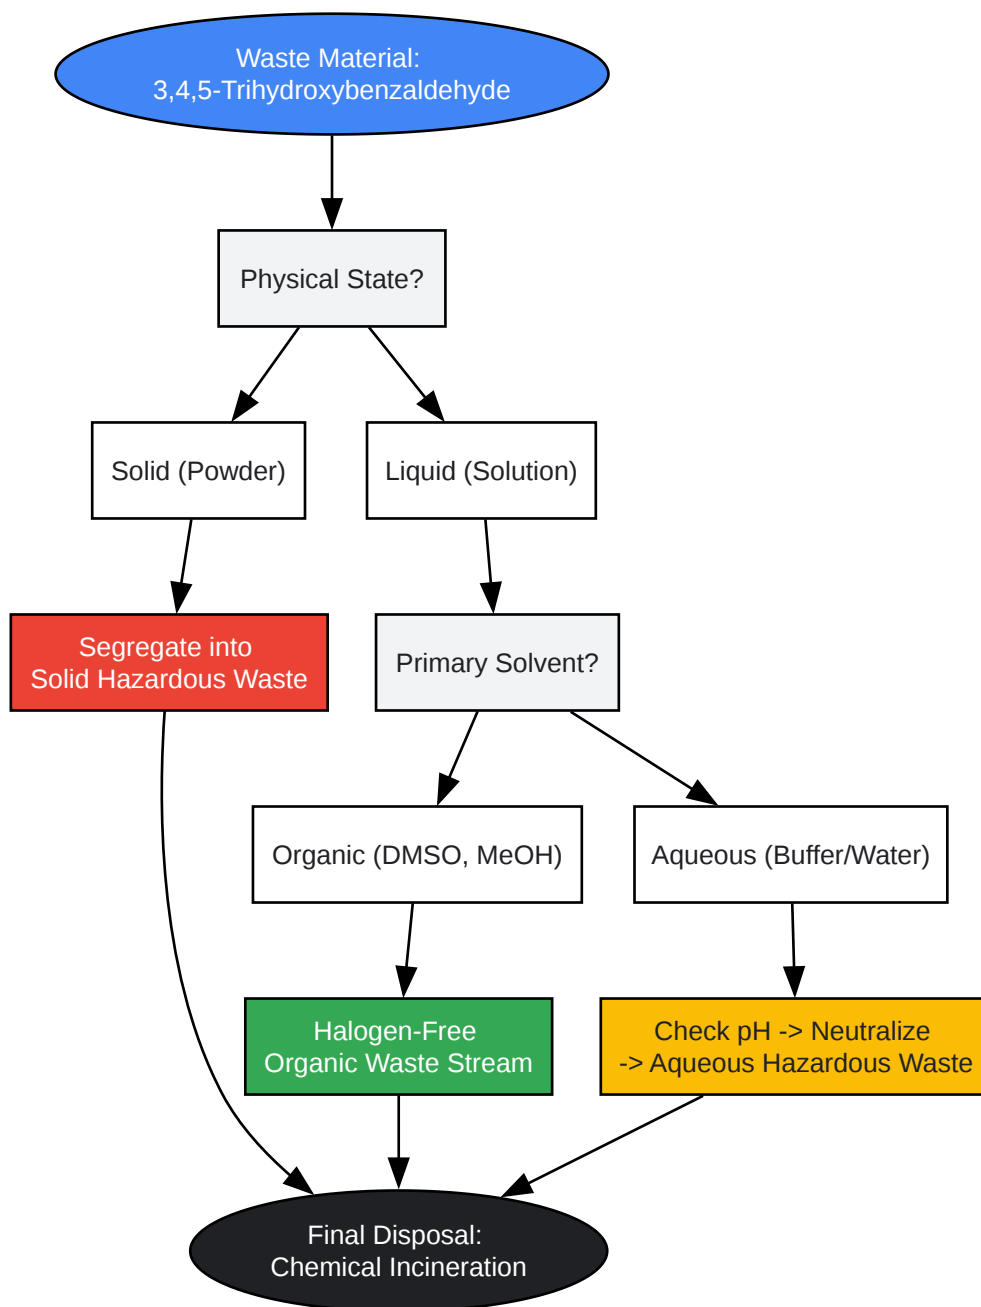 Waste Material:
3,4,5-Trihydroxybenzaldehyde
Physical State?
Solid (Powder)
Liquid (Solution)
Segregate into
Solid Hazardous Waste
Primary Solvent?
Organic (DMSO, MeOH)
Aqueous (Buffer/Water)
Halogen-Free
Organic Waste Stream
Check pH -> Neutralize
-> Aqueous Hazardous Waste
Final Disposal:
Chemical Incineration